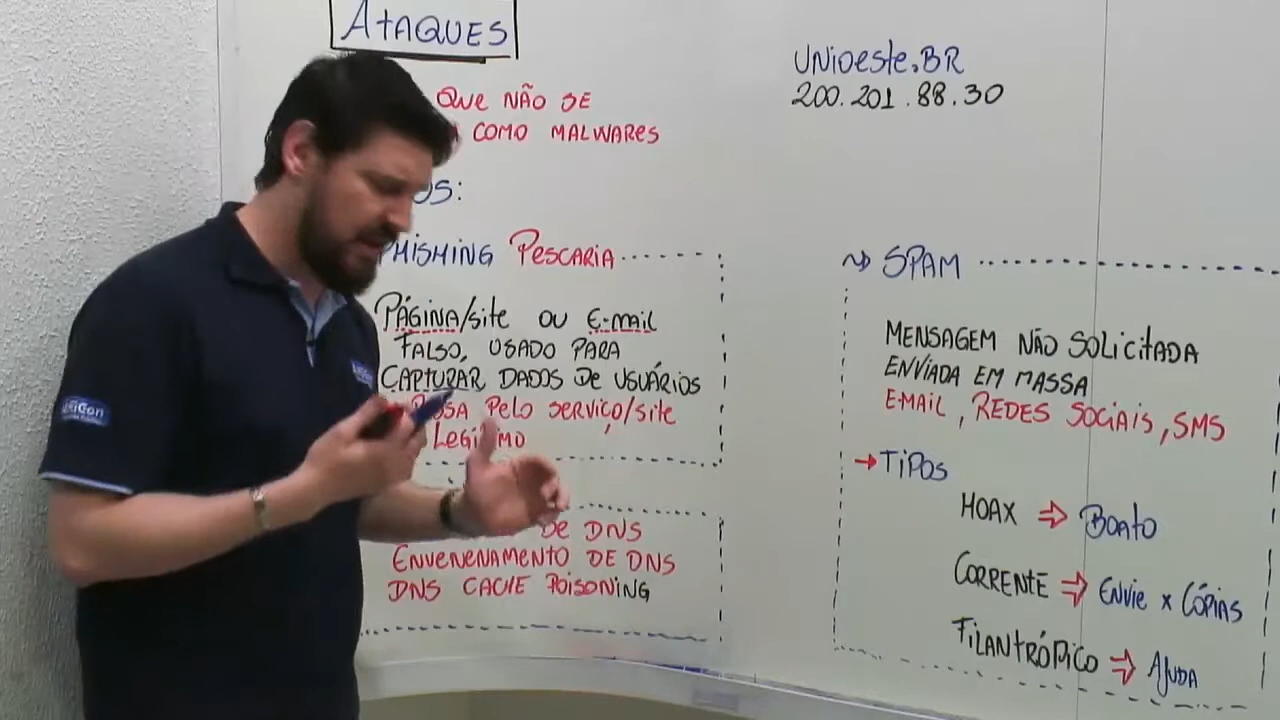 ATAQUES
QUE NÃO SE
COMO MALWARES
OS:
PHISHING PESCARIA
PÁGINA/SITE OU E-MAIL
FALSO, USADO PARA
CAPTURAR DADOS DE USUÁRIOS
PELO SERVIÇO/SITE
LEGÍTIMO
DE DNS
ENVENENAMENTO DE DNS
DNS CACHE POISONING
UNIOESTE.BR
200.201.88.30
SPAM
MENSAGEM NÃO SOLICITADA
ENVIADA EM MASSA
E-MAIL, REDES SOCIAIS, SMS
TIPOS
HOAX BOATO
CORRENTE ENVIE X CÓPIAS
FILANTRÓPICO AJUDA